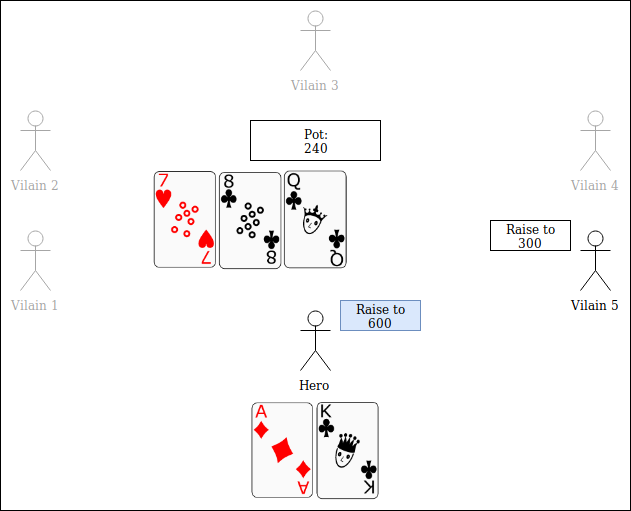 Vilain 3
Pot:
240
Vilain 2
Vilain 4
7
8
Q
7
8
Q
Raise to
300
Vilain 1
Vilain 5
Raise to
600
Hero
A
K
A
K